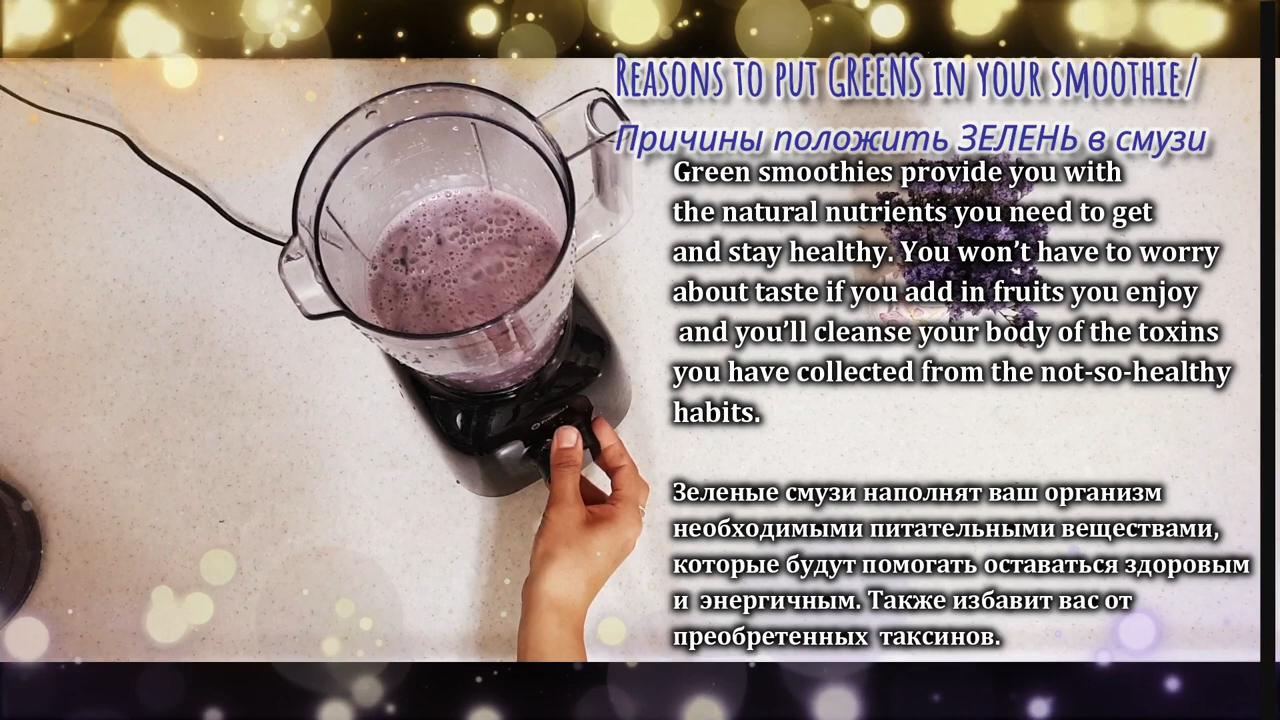 Reasons to put GREENS in your smoothie/
Причины положить ЗЕЛЕНЬ в смузи
Green smoothies provide you with
the natural nutrients you need to get
and stay healthy. You won’t have to worry
about taste if you add in fruits you enjoy
and you’ll cleanse your body of the toxins
you have collected from the not-so-healthy
habits.
Зеленые смузи наполнят ваш организм
необходимыми питательными веществами,
которые будут помогать оставаться здоровым
и энергичным. Также избавит вас от
преобретенных таксинов.